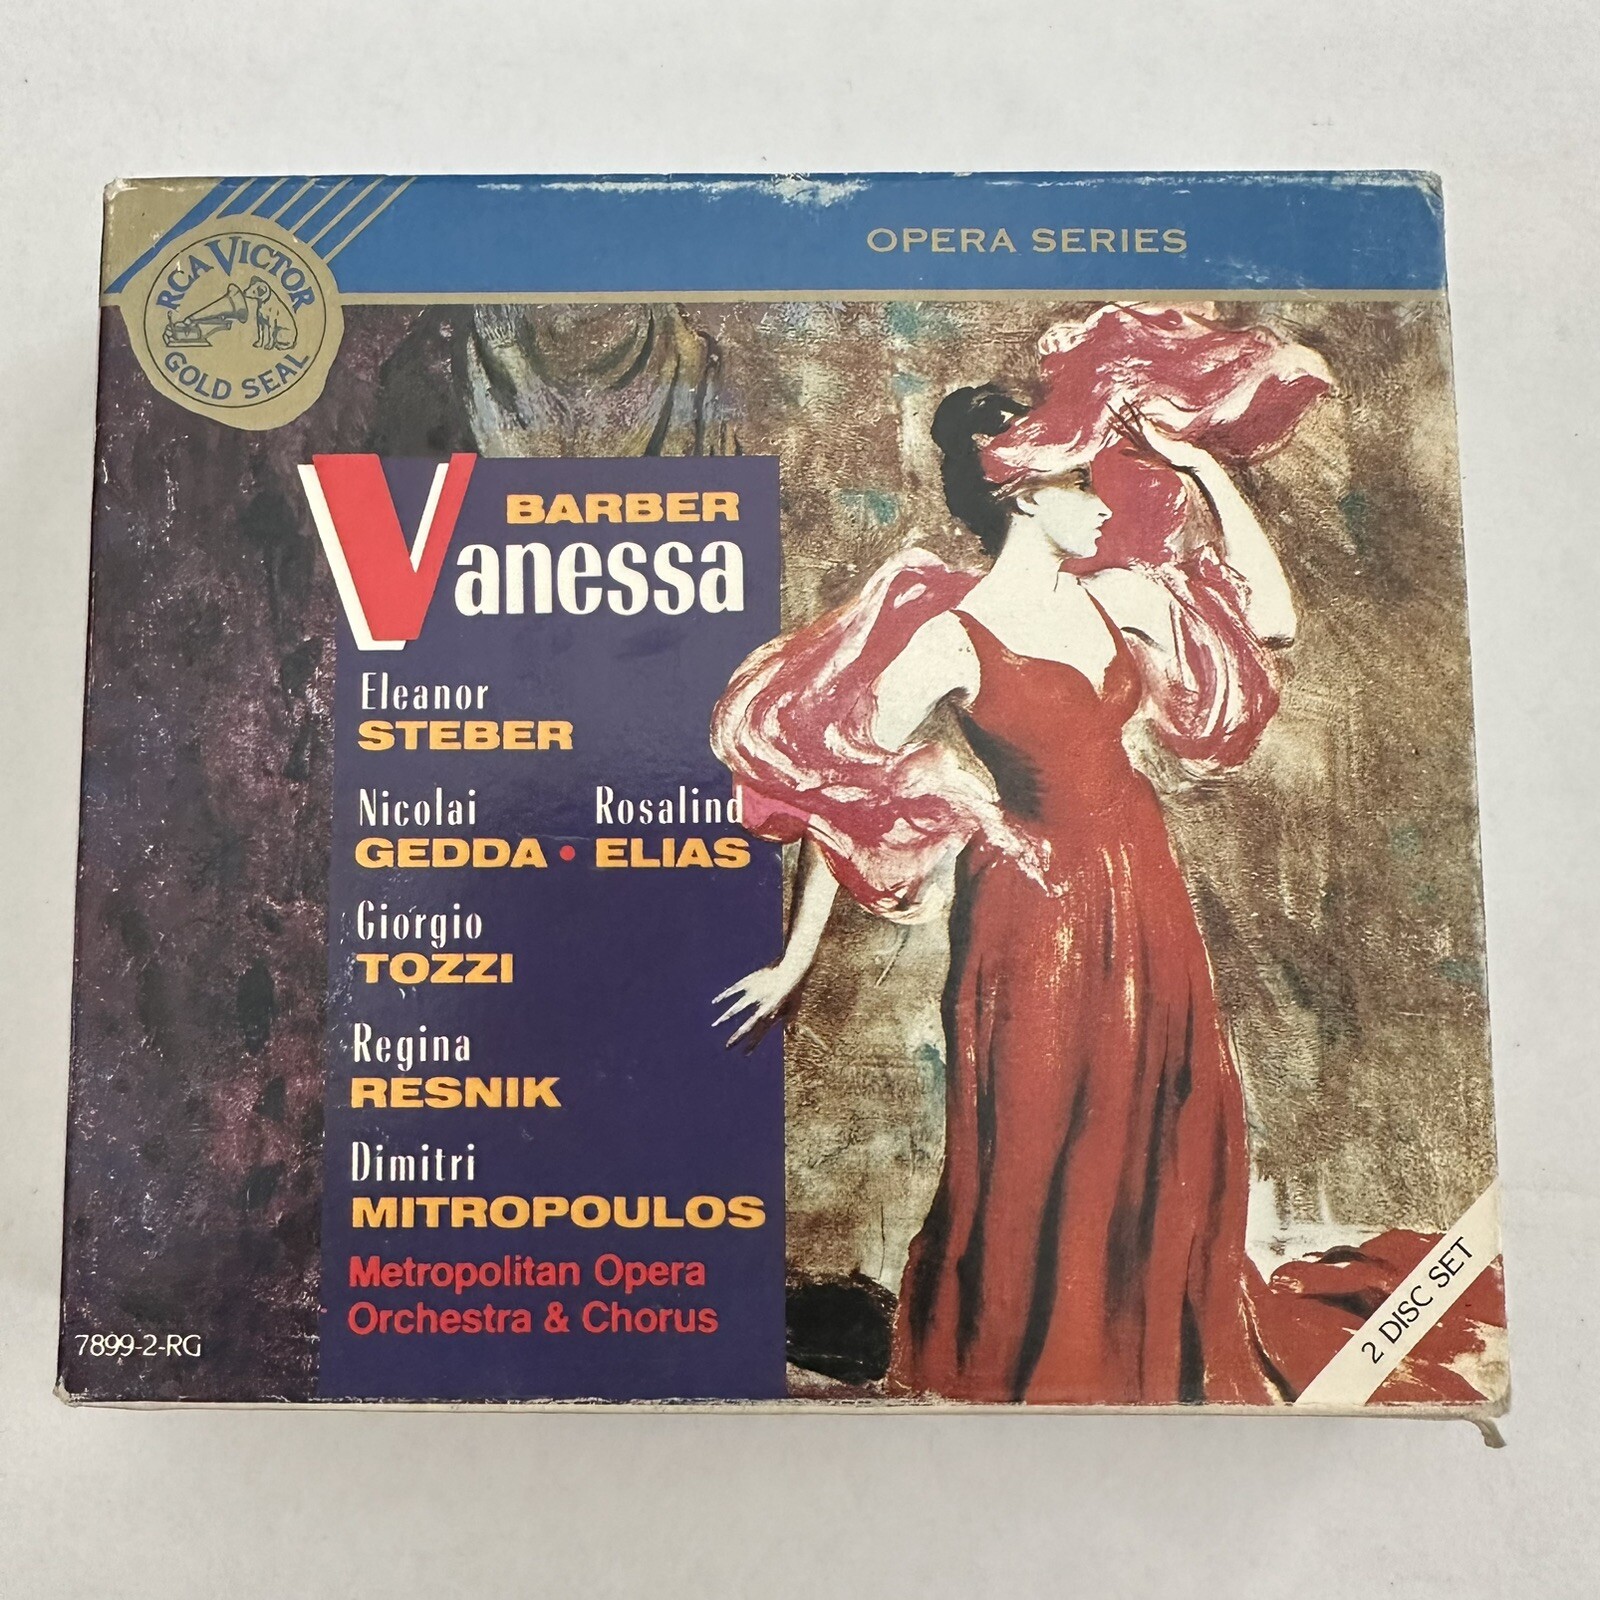 OPERA SERIES
RCA VICTOR
GOLD SEAL
BARBER
Vanessa
Eleanor
STEBER
Nicolai Rosalind
GEDDA • ELIAS
Giorgio
TOZZI
Regina
RESNIK
Dimitri
MITROPOULOS
Metropolitan Opera
Orchestra & Chorus
7899-2-RG
2 DISC SET